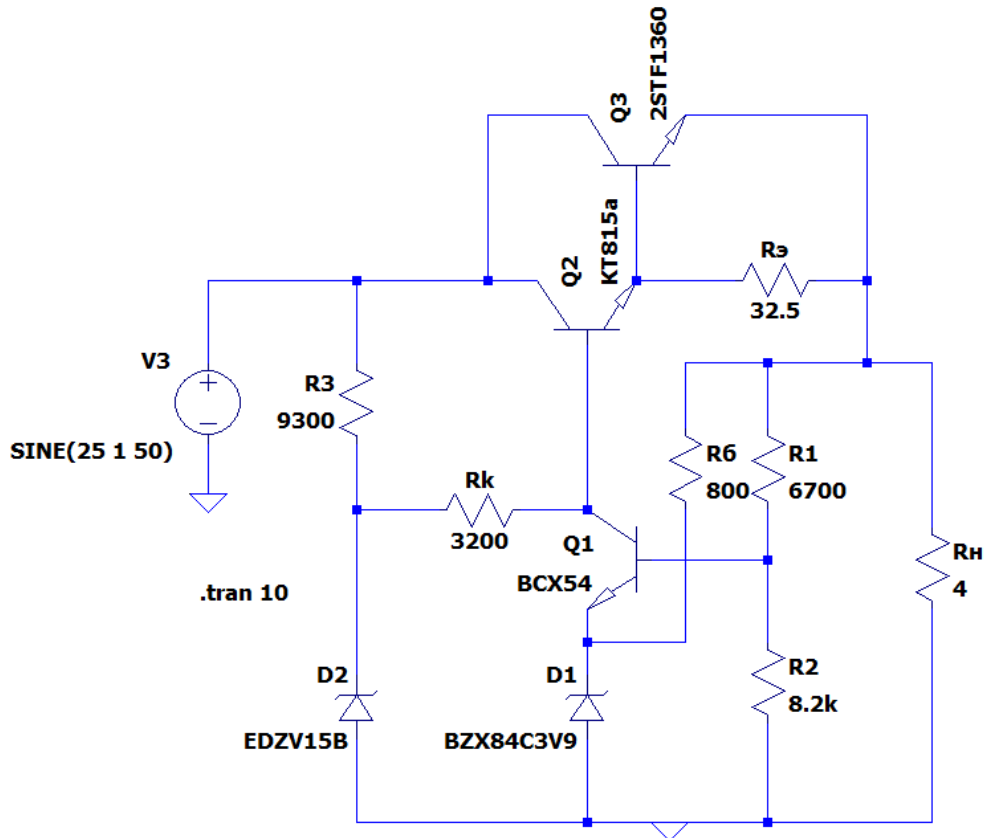 Q3
2STF1360
Q2
KT815a
Rэ
32.5
V3
SINE(25 1 50)
R3
9300
Rk
3200
Rб
800
R1
6700
Q1
BCX54
Rн
4
.tran 10
D2
EDZV15B
D1
BZX84C3V9
R2
8.2k